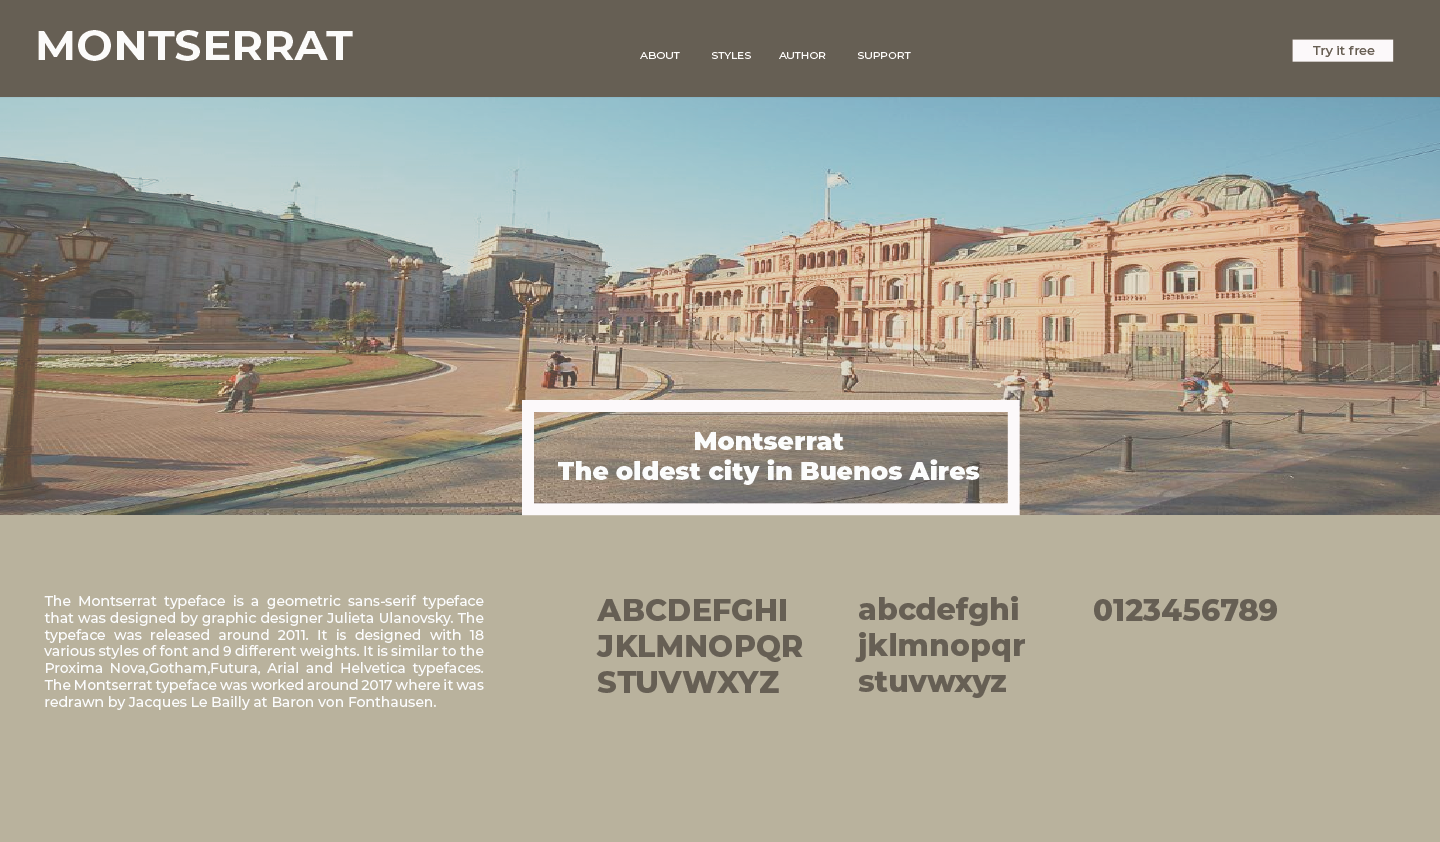 MONTSERRAT
ABOUT STYLES AUTHOR SUPPORT
Try it free
Montserrat
The oldest city in Buenos Aires
The Montserrat typeface is a geometric sans-serif typeface
that was designed by graphic designer Julieta Ulanovsky. The
typeface was released around 2011. It is designed with 18
various styles of font and 9 different weights. It is similar to the
Proxima Nova,Gotham,Futura, Arial and Helvetica typefaces.
The Montserrat typeface was worked around 2017 where it was
redrawn by Jacques Le Bailly at Baron von Fonthausen.
ABCDEFGHI
JKLMNOPQR
STUVWXYZ
abcdefghi
jklmnopqr
stuvwxyz
0123456789